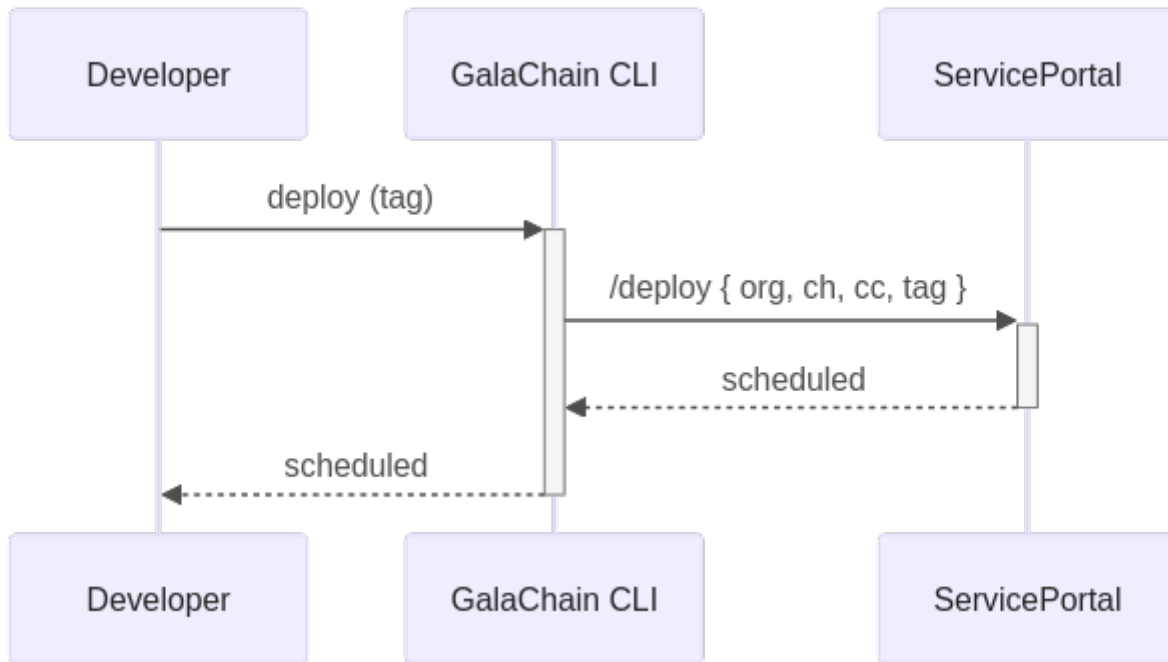 Developer
GalaChain CLI
ServicePortal
deploy (tag)
/deploy { org, ch, cc, tag }
scheduled
scheduled
Developer
GalaChain CLI
ServicePortal